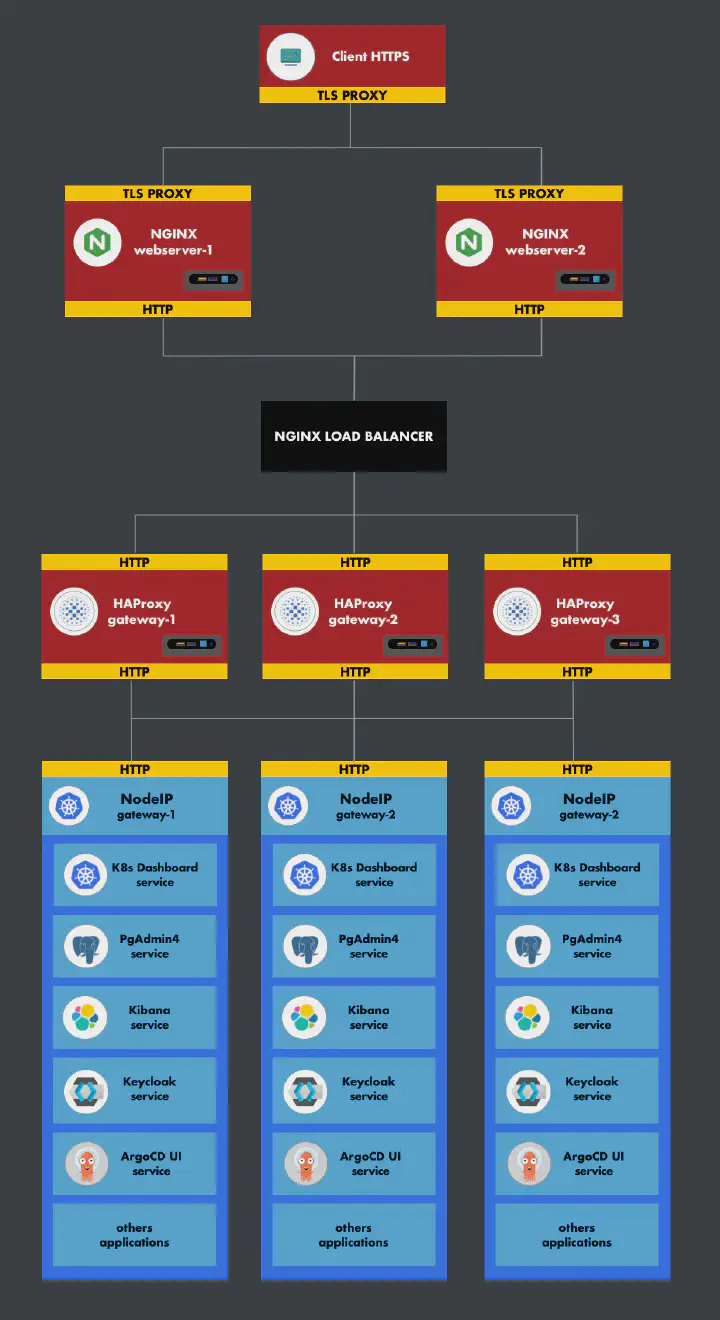 Client HTTPS
TLS PROXY
TLS PROXY
NGINX
webserver-1
HTTP
TLS PROXY
NGINX
webserver-2
HTTP
NGINX LOAD BALANCER
HTTP
HAProxy
gateway-1
HTTP
HTTP
HAProxy
gateway-2
HTTP
HTTP
HAProxy
gateway-3
HTTP
HTTP
NodeIP
gateway-1
K8s Dashboard
service
PgAdmin4
service
Kibana
service
Keycloak
service
ArgoCD UI
service
others
applications
HTTP
NodeIP
gateway-2
K8s Dashboard
service
PgAdmin4
service
Kibana
service
Keycloak
service
ArgoCD UI
service
others
applications
HTTP
NodeIP
gateway-2
K8s Dashboard
service
PgAdmin4
service
Kibana
service
Keycloak
service
ArgoCD UI
service
others
applications